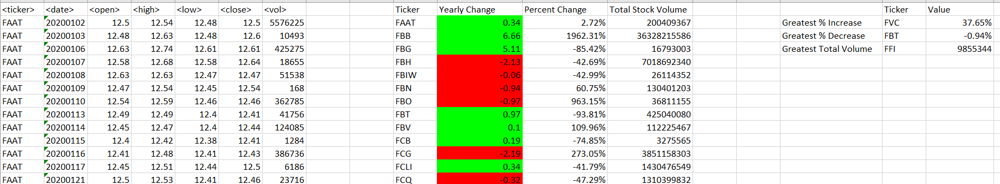 <ticker> <date> <open> <high> <low> <close> <vol> Ticker Yearly Change Percent Change Total Stock Volume Ticker Value
FAAT 20200102 12.5 12.54 12.48 12.5 5576225 FAAT 0.34 2.72% 200409367 Greatest % Increase FVC 37.65%
FAAT 20200103 12.48 12.63 12.48 12.6 10493 FBB 6.66 1962.31% 36328215586 Greatest % Decrease FBT -0.94%
FAAT 20200106 12.63 12.74 12.61 12.61 425275 FBG 5.11 -85.42% 16793003 Greatest Total Volume FFI 9855344
FAAT 20200107 12.58 12.68 12.58 12.64 18655 FBH -2.13 -42.69% 7018692340
FAAT 20200108 12.63 12.63 12.47 12.47 51538 FBIW -0.06 -42.99% 26114352
FAAT 20200109 12.47 12.54 12.45 12.54 168 FBN -0.94 60.75% 130401203
FAAT 20200110 12.54 12.59 12.46 12.46 362785 FBO -0.97 963.15% 36811155
FAAT 20200113 12.49 12.49 12.4 12.41 41756 FBT 0.97 -93.81% 425040080
FAAT 20200114 12.45 12.47 12.4 12.44 124085 FBV 0.1 109.96% 112225467
FAAT 20200115 12.4 12.42 12.38 12.41 1284 FCB 0.19 -74.85% 3275565
FAAT 20200116 12.41 12.48 12.41 12.43 386736 FCG -2.19 273.05% 3851158303
FAAT 20200117 12.45 12.51 12.44 12.5 6186 FCLI 0.34 -41.79% 1430476549
FAAT 20200121 12.5 12.53 12.41 12.46 23716 FCQ -0.32 -47.29% 1310399832